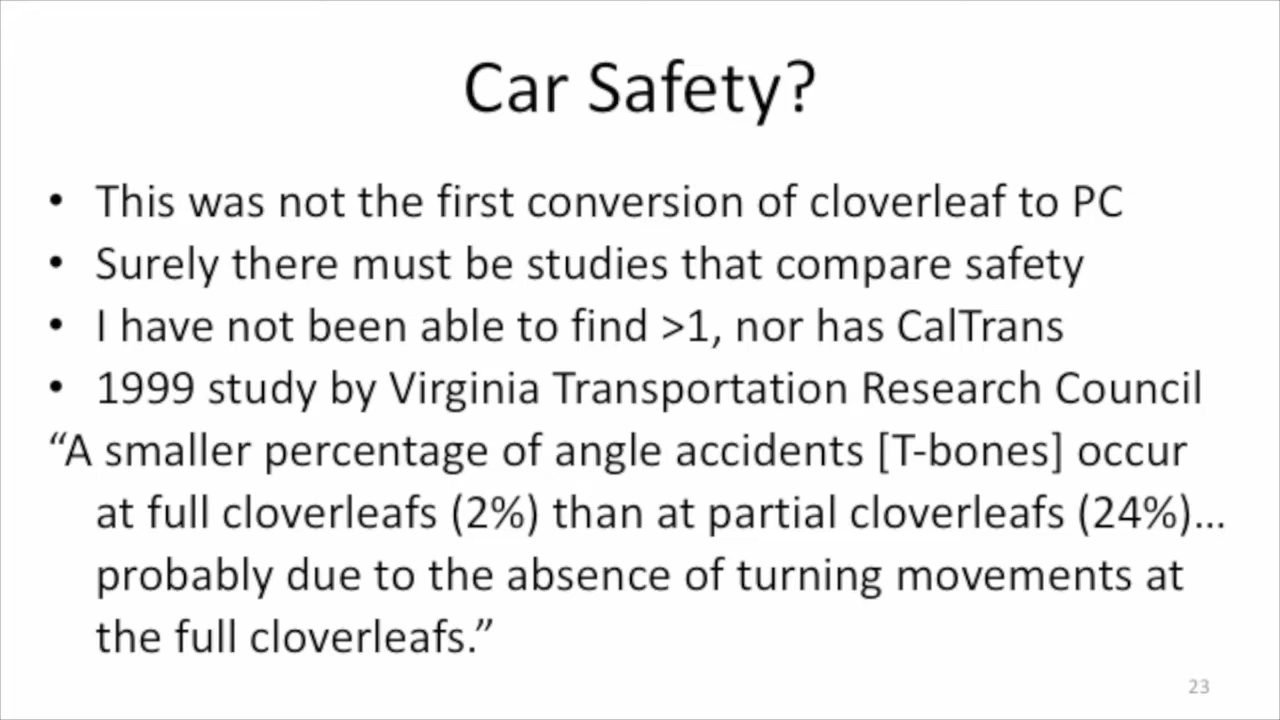 Car Safety?
• This was not the first conversion of cloverleaf to PC
• Surely there must be studies that compare safety
• I have not been able to find >1, nor has CalTrans
• 1999 study by Virginia Transportation Research Council
“A smaller percentage of angle accidents [T-bones] occur
at full cloverleafs (2%) than at partial cloverleafs (24%)...
probably due to the absence of turning movements at
the full cloverleafs.”
23